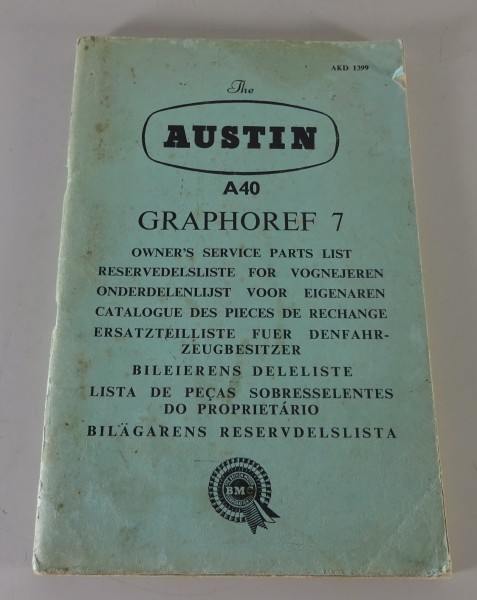 AKD 1399
The
AUSTIN
A40
GRAPHOREF 7
OWNER'S SERVICE PARTS LIST
RESERVEDELSLISTE FOR VOGNEJEREN
ONDERDELENLIJST VOOR EIGENAREN
CATALOGUE DES PIECES DE RECHANGE
ERSATZTEILLISTE FUER DENFAHR-
ZEUGBESITZER
BILEIERENS DELELISTE
LISTA DE PEÇAS SOBRESSELENTES
DO PROPRIETÁRIO
BILÄGARENS RESERVDELSLISTA
BMC